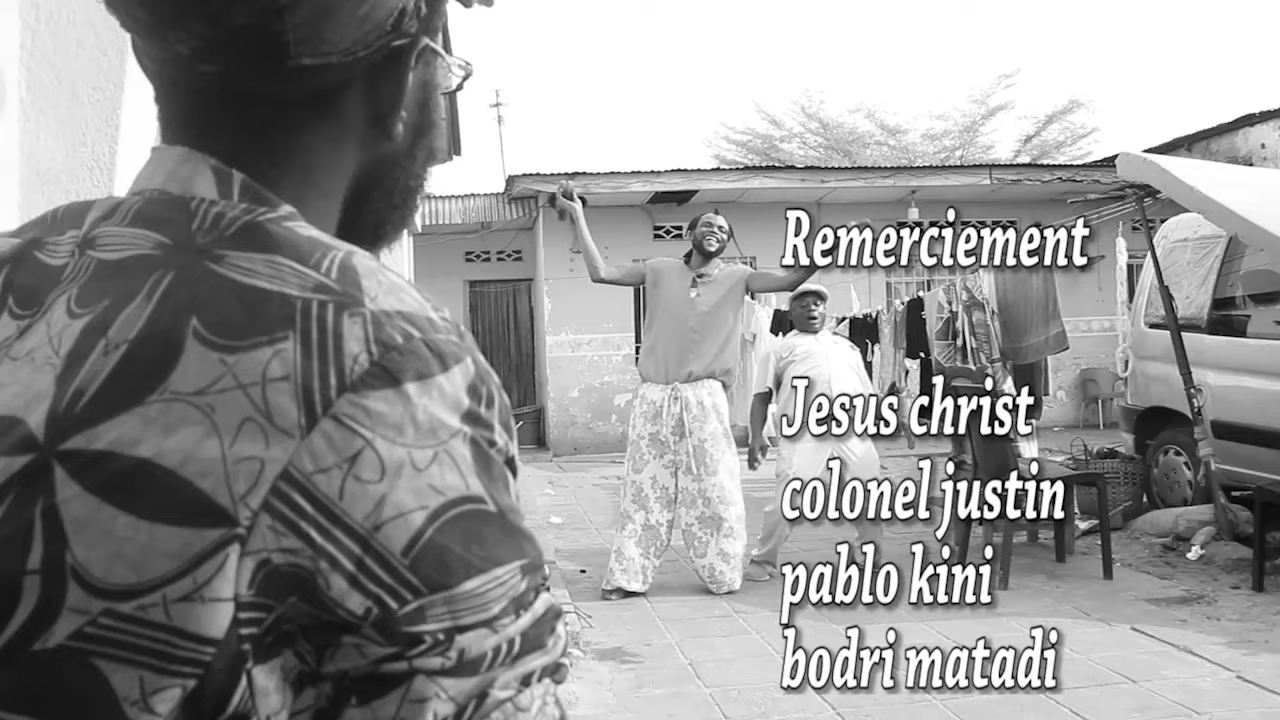 Remerciement
Jesus christ
colonel justin
pablo kini
bodri matadi